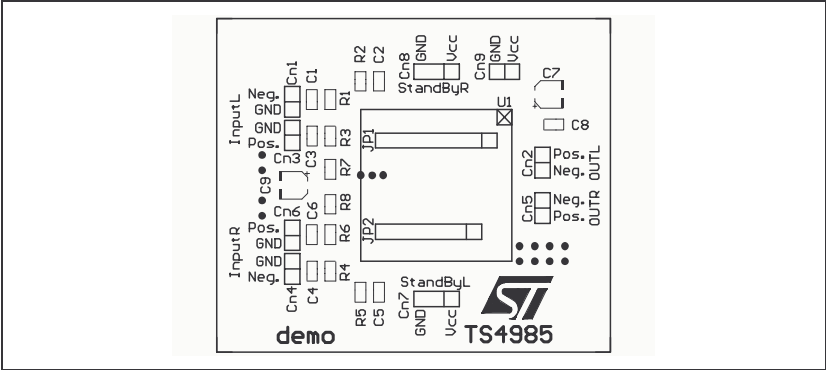 R2
C2
Cn8
GND
Vcc
StandByR
Cn9
GND
Vcc
C7
C8
U1
InputL
Neg.
GND
Cn1
C1
R1
GND
Pos.
Cn3
C3
R3
JP1
R7
C9
R8
Cn2
Pos.
Neg.
OUTL
Cn5
Neg.
Pos.
OUTR
InputR
Cn6
Pos.
GND
C6
R6
JP2
GND
Neg.
Cn4
C4
R4
R5
C5
StandByL
Cn7
GND
Vcc
ST
demo
TS4985